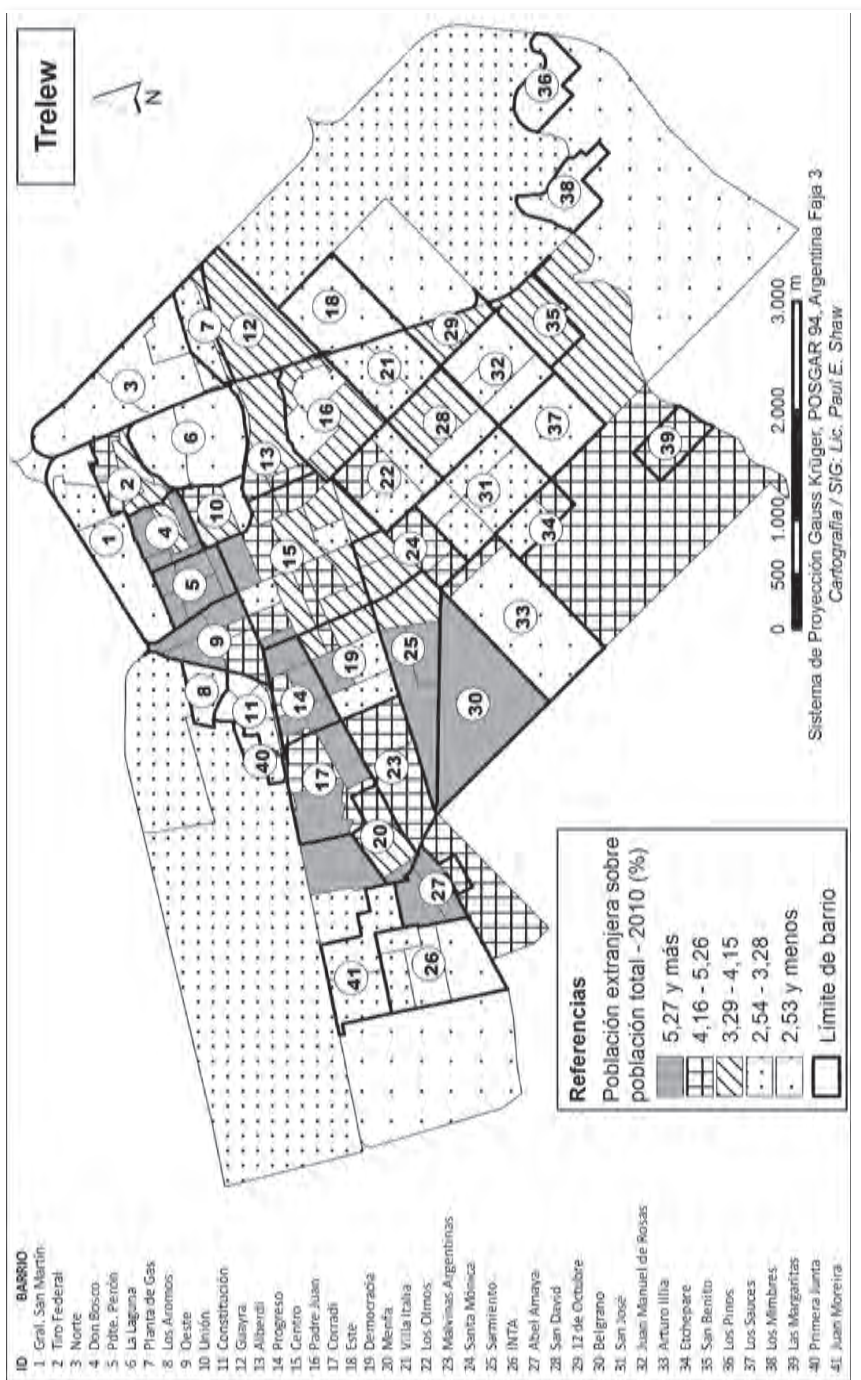 Trelew
N
ID BARRIO
1 Gral. San Martín
2 Tiro Federal
3 Norte
4 Don Bosco
5 Pdte. Perón
6 La Laguna
7 Planta de Gas
8 Los Aromos
9 Oeste
10 Unión
11 Constitución
12 Guayra
13 Alberdi
14 Progreso
15 Centro
16 Padre Juan
17 Corradi
18 Este
19 Democracia
20 Menfa
21 Villa Italia
22 Los Olmos
23 Malvinas Argentinas
24 Santa Mónica
25 Sarmiento
26 INTA
27 Abel Amaya
28 San David
29 12 de Octubre
30 Belgrano
31 San José
32 Juan Manuel de Rosas
33 Arturo Illia
34 Etchepare
35 San Benito
36 Los Pinos
37 Los Sauces
38 Los Mimbres
39 Las Margaritas
40 Primera Junta
41 Juan Moreira
1
2
3
4
5
6
7
8
9
10
11
12
13
14
15
16
17
18
19
20
21
22
23
24
25
26
27
28
29
30
31
32
33
34
35
36
37
38
39
40
41
Referencias
Población extranjera sobre
población total - 2010 (%)
5,27 y más
4,16 - 5,26
3,29 - 4,15
2,54 - 3,28
2,53 y menos
Límite de barrio
0 500 1.000 2.000 3.000
m
Sistema de Proyección Gauss Krüger, POSGAR 94, Argentina Faja 3
Cartografía / SIG: Lic. Paul E. Shaw